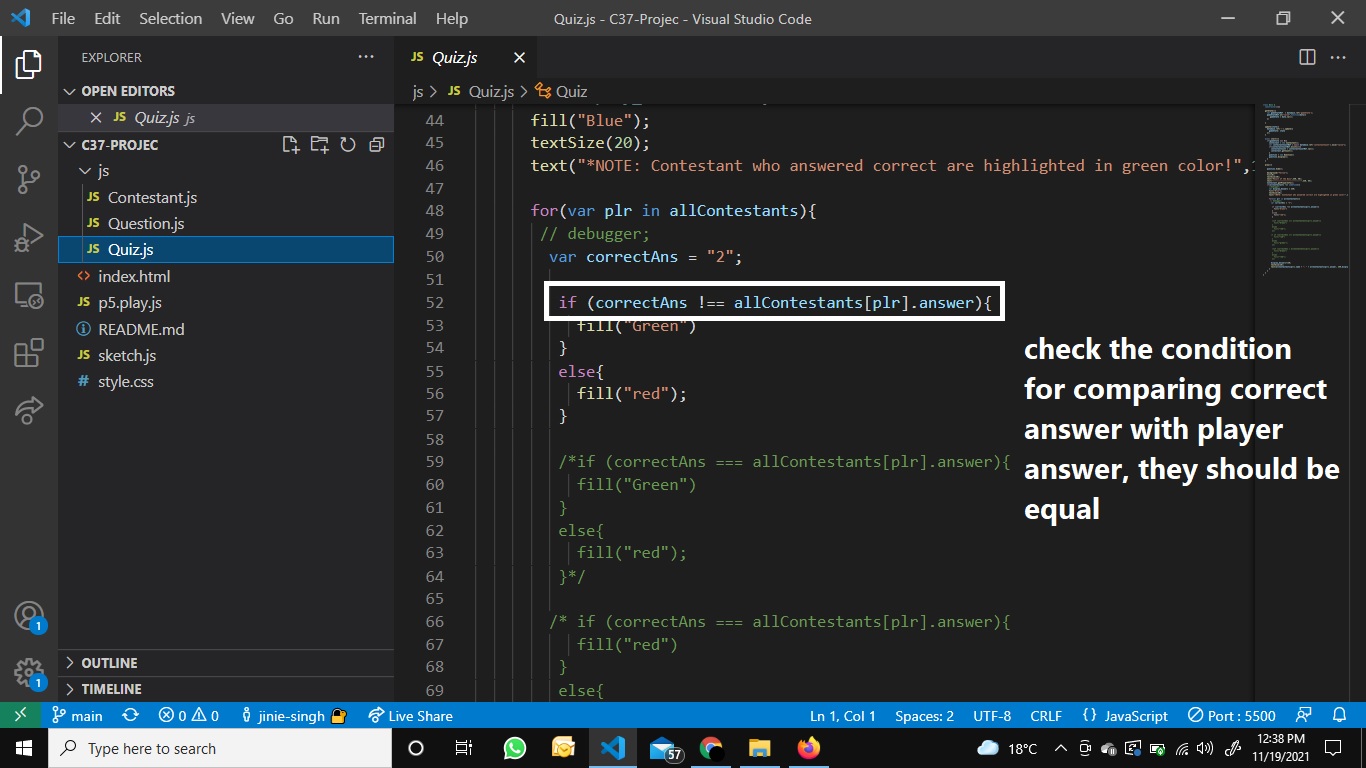 File Edit Selection View Go Run Terminal Help
Quiz.js - C37-Projec - Visual Studio Code
EXPLORER
OPEN EDITORS
JS Quiz.js js
C37-PROJEC
js
JS Contestant.js
JS Question.js
JS Quiz.js
<> index.html
JS p5.play.js
README.md
JS sketch.js
# style.css
OUTLINE
TIMELINE
1
1
JS Quiz.js
js > JS Quiz.js > Quiz
44 fill("Blue");
45 textSize(20);
46 text("*NOTE: Contestant who answered correct are highlighted in green color!",
47
48 for(var plr in allContestants){
49 // debugger;
50 var correctAns = "2";
51
52 if (correctAns !== allContestants[plr].answer){
53 fill("Green")
54 }
55 else{
56 fill("red");
57 }
58
59 /*if (correctAns === allContestants[plr].answer){
60 fill("Green")
61 }
62 else{
63 fill("red");
64 }*/
65
66 /* if (correctAns === allContestants[plr].answer){
67 fill("red")
68 }
69 else{
check the condition
for comparing correct
answer with player
answer, they should be
equal
main 0 0 jinie-singh Live Share Ln 1, Col 1 Spaces: 2 UTF-8 CRLF {} JavaScript Port : 5500
Type here to search
57
18°C
12:38 PM
11/19/2021